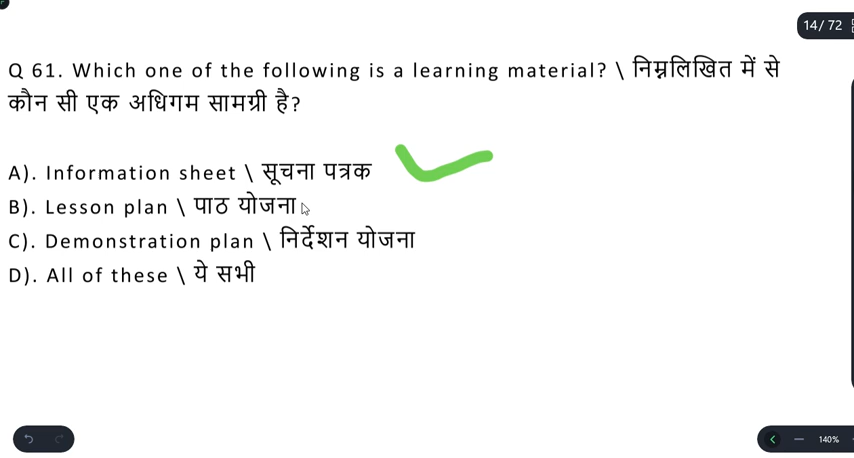 14/ 72
Q 61. Which one of the following is a learning material? \ निम्नलिखित में से
कौन सी एक अधिगम सामग्री है?
A). Information sheet \ सूचना पत्रक
B). Lesson plan \ पाठ योजना
C). Demonstration plan \ निर्देशन योजना
D). All of these \ ये सभी
140%